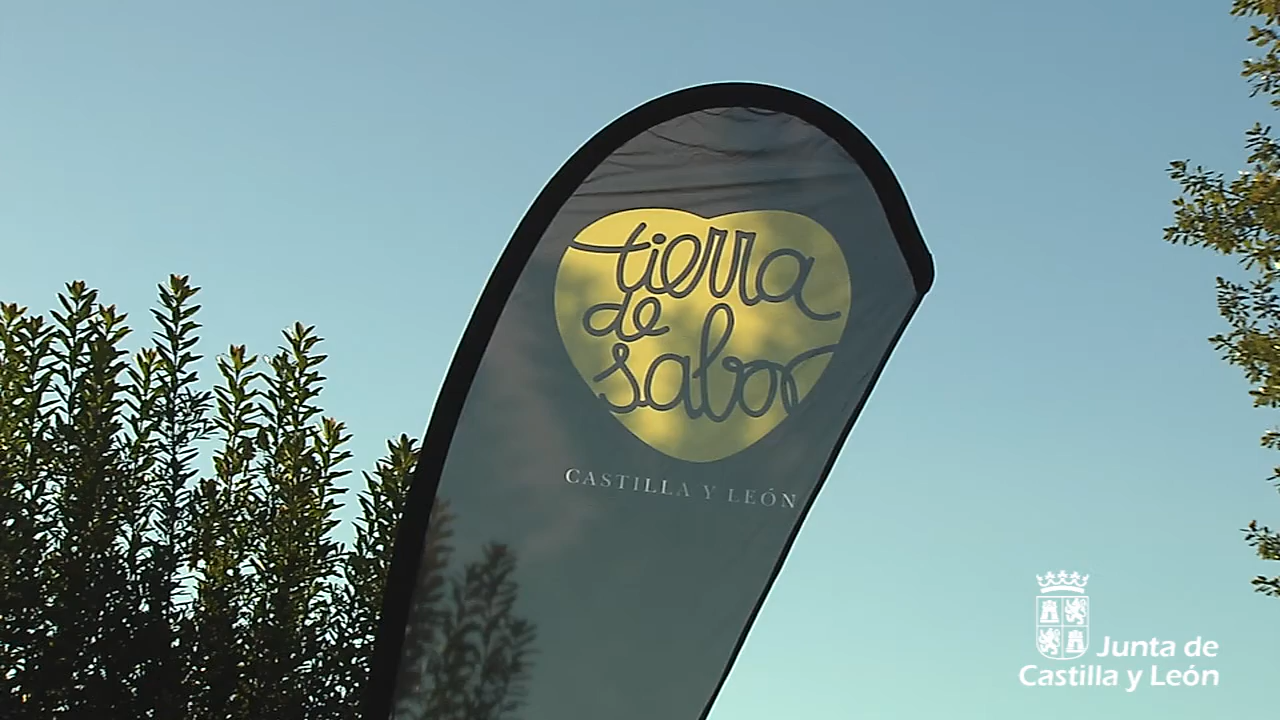 tierra
de
sabor
CASTILLA Y LEÓN
Junta de
Castilla y León